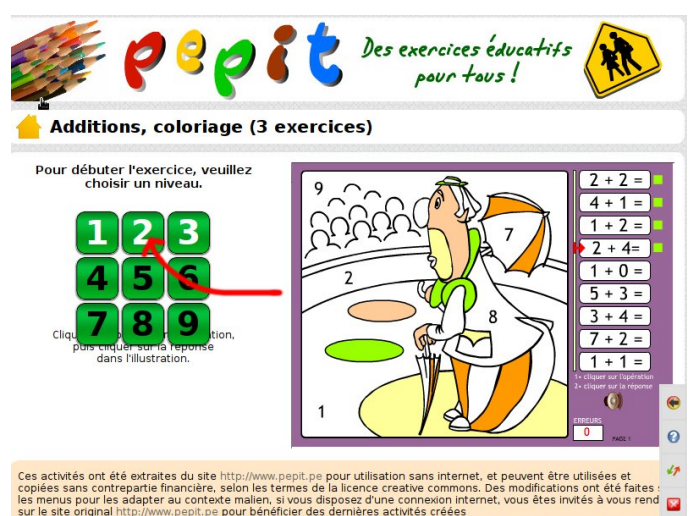 pepit
Des exercices éducatifs
pour tous !
Additions, coloriage (3 exercices)
Pour débuter l'exercice, veuillez
choisir un niveau.
1 2 3
4 5 6
7 8 9
puis cliquer sur la réponse
dans l'illustration.
9
7
2
8
1
2 + 2 =
4 + 1 =
1 + 2 =
2 + 4=
1 + 0 =
5 + 3 =
3 + 4 =
7 + 2 =
1 + 1 =
1• cliquer sur l'opération
2• cliquer sur la réponse
ERREURS
0
PAGE 1
Ces activités ont été extraites du site http://www.pepit.pe pour utilisation sans internet, et peuvent être utilisées et
copiées sans contrepartie financière, selon les termes de la licence creative commons. Des modifications ont été faites
les menus pour les adapter au contexte malien, si vous disposez d'une connexion internet, vous êtes invités à vous rend
sur le site original http://www.pepit.pe pour bénéficier des dernières activités créées